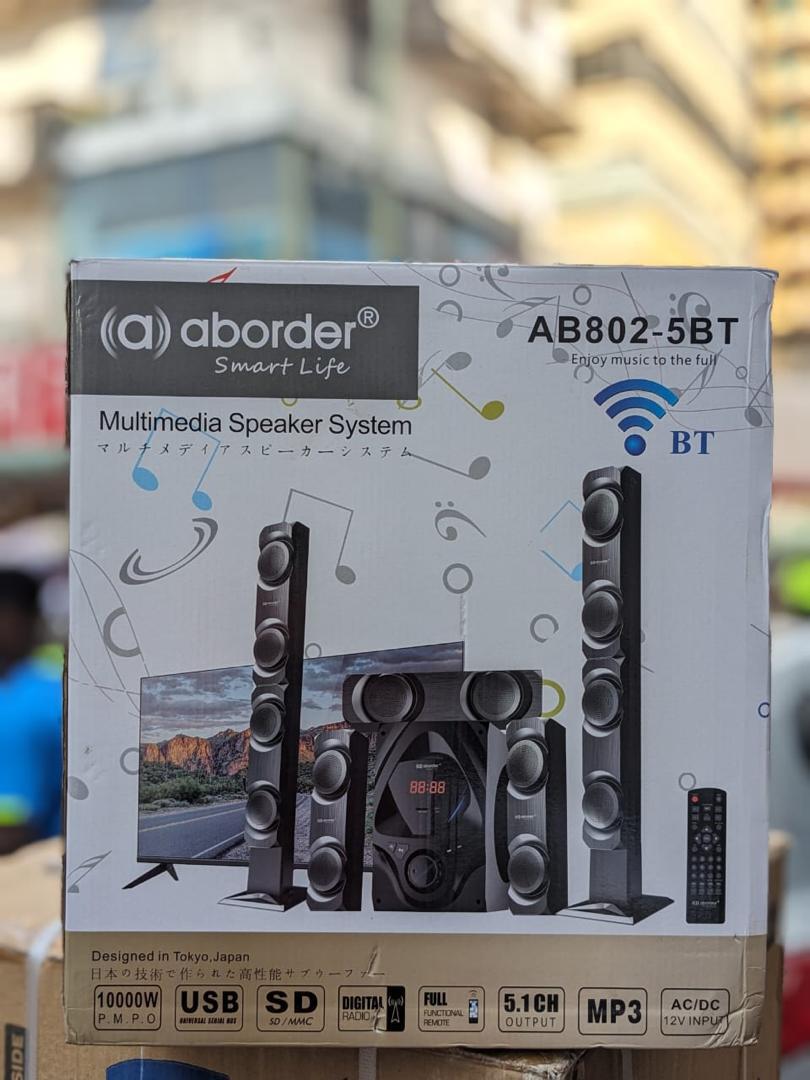 (a) aborder®
Smart Life
AB802-5BT
Enjoy music to the full
Multimedia Speaker System
マルチメディアスピーカーシステム
BT
88:88
Designed in Tokyo,Japan
日本の技術で作られた高性能サブウーファー
10000W
P.M.P.O
USB
UNIVERSAL SERIAL BUS
SD
SD/MMC
DIGITAL
RADIO
FULL
FUNCTIONAL
REMOTE
5.1CH
OUTPUT
MP3
AC/DC
12V INPUT
SIDE